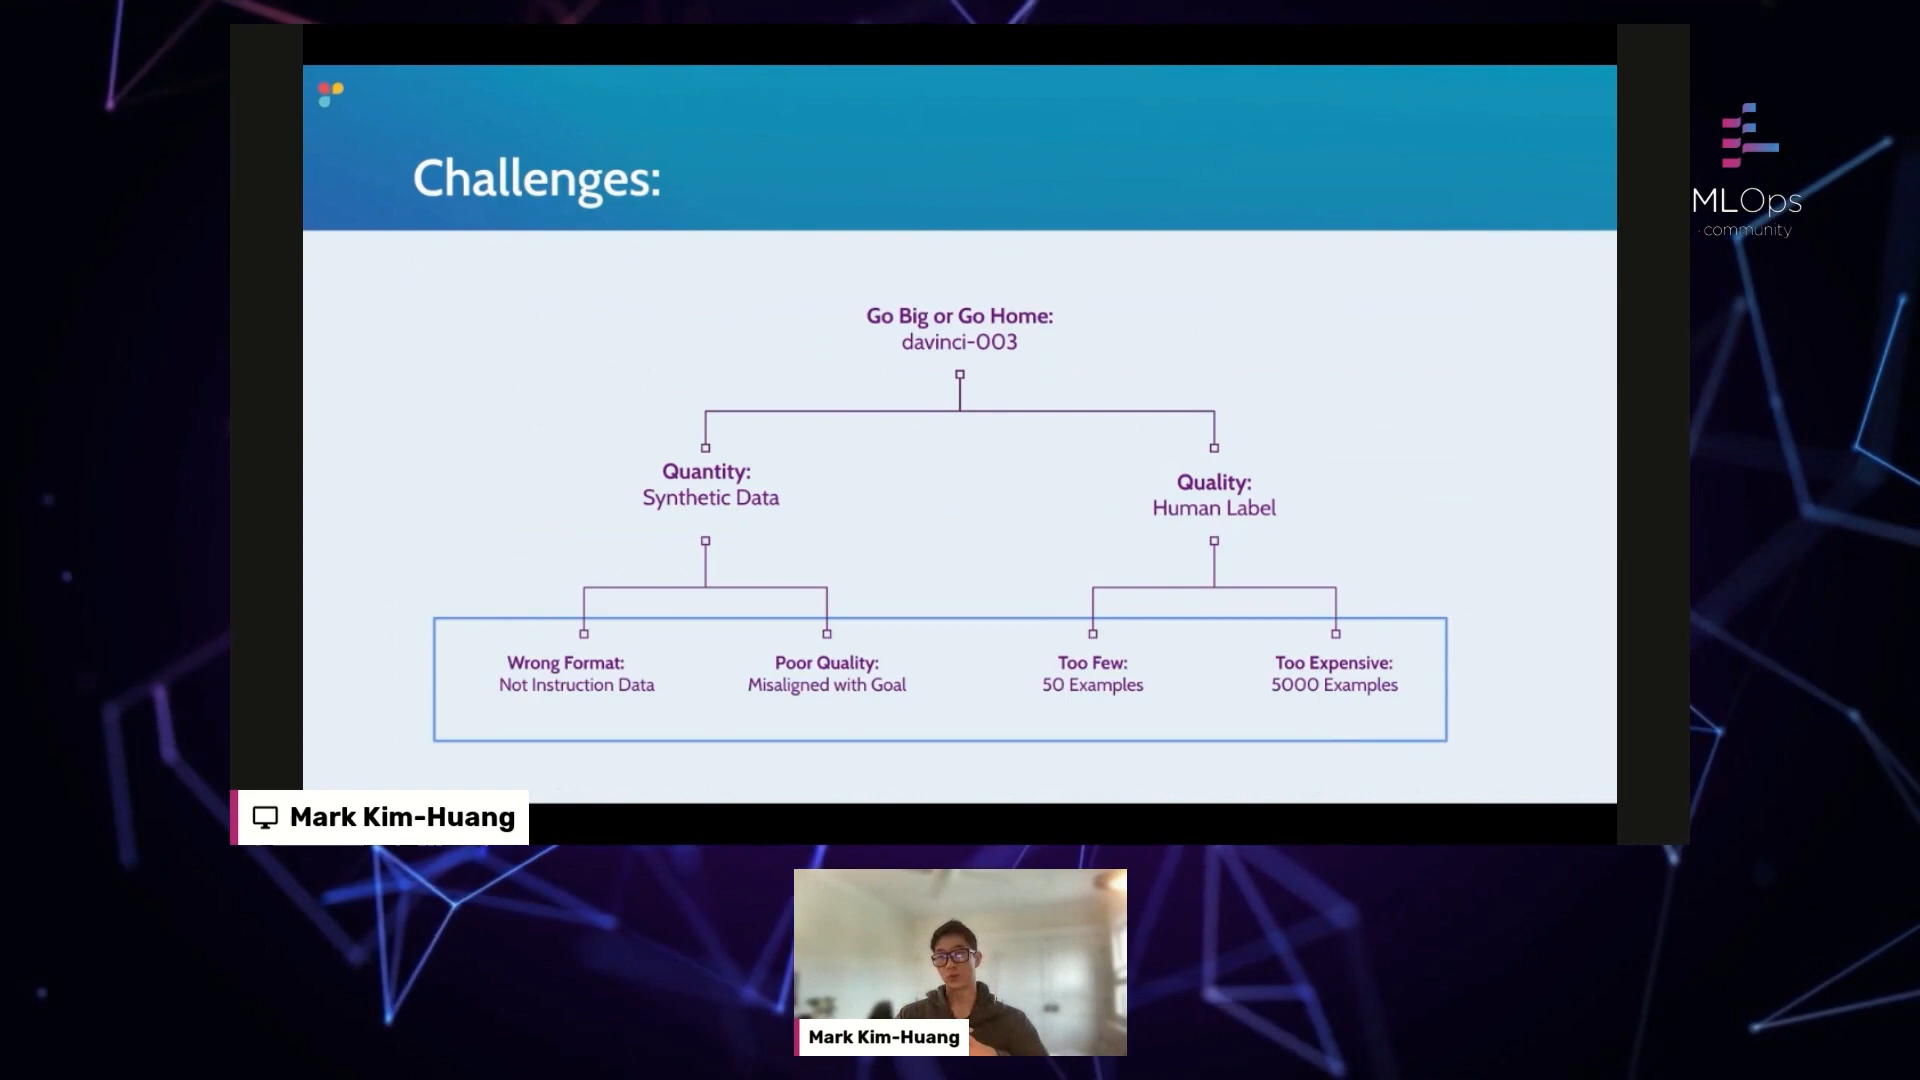 Challenges:
MLOps
community
Go Big or Go Home:
davinci-003
Quantity:
Synthetic Data
Quality:
Human Label
Wrong Format:
Not Instruction Data
Poor Quality:
Misaligned with Goal
Too Few:
50 Examples
Too Expensive:
5000 Examples
Mark Kim-Huang
Mark Kim-Huang